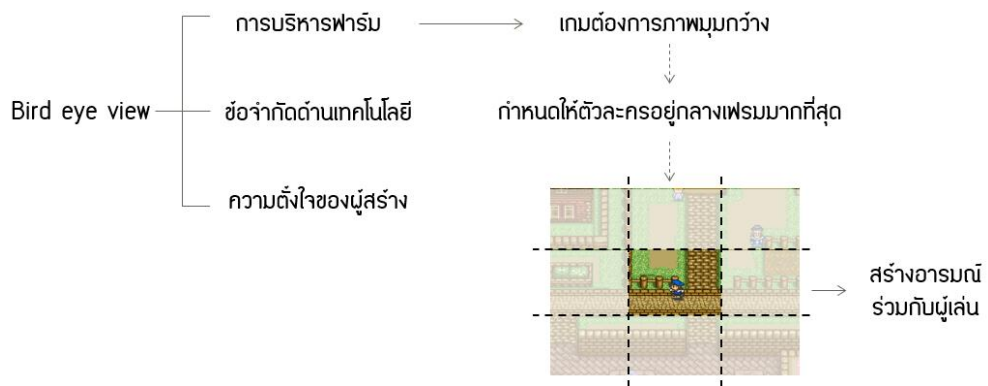 การบริหารฟาร์ม
เกมต้องการภาพมุมกว้าง
Bird eye view
ข้อจำกัดด้านเทคโนโลยี
กำหนดให้ตัวละครอยู่กลางเฟรมมากที่สุด
ความตั้งใจของผู้สร้าง
สร้างอารมณ์
ร่วมกับผู้เล่น